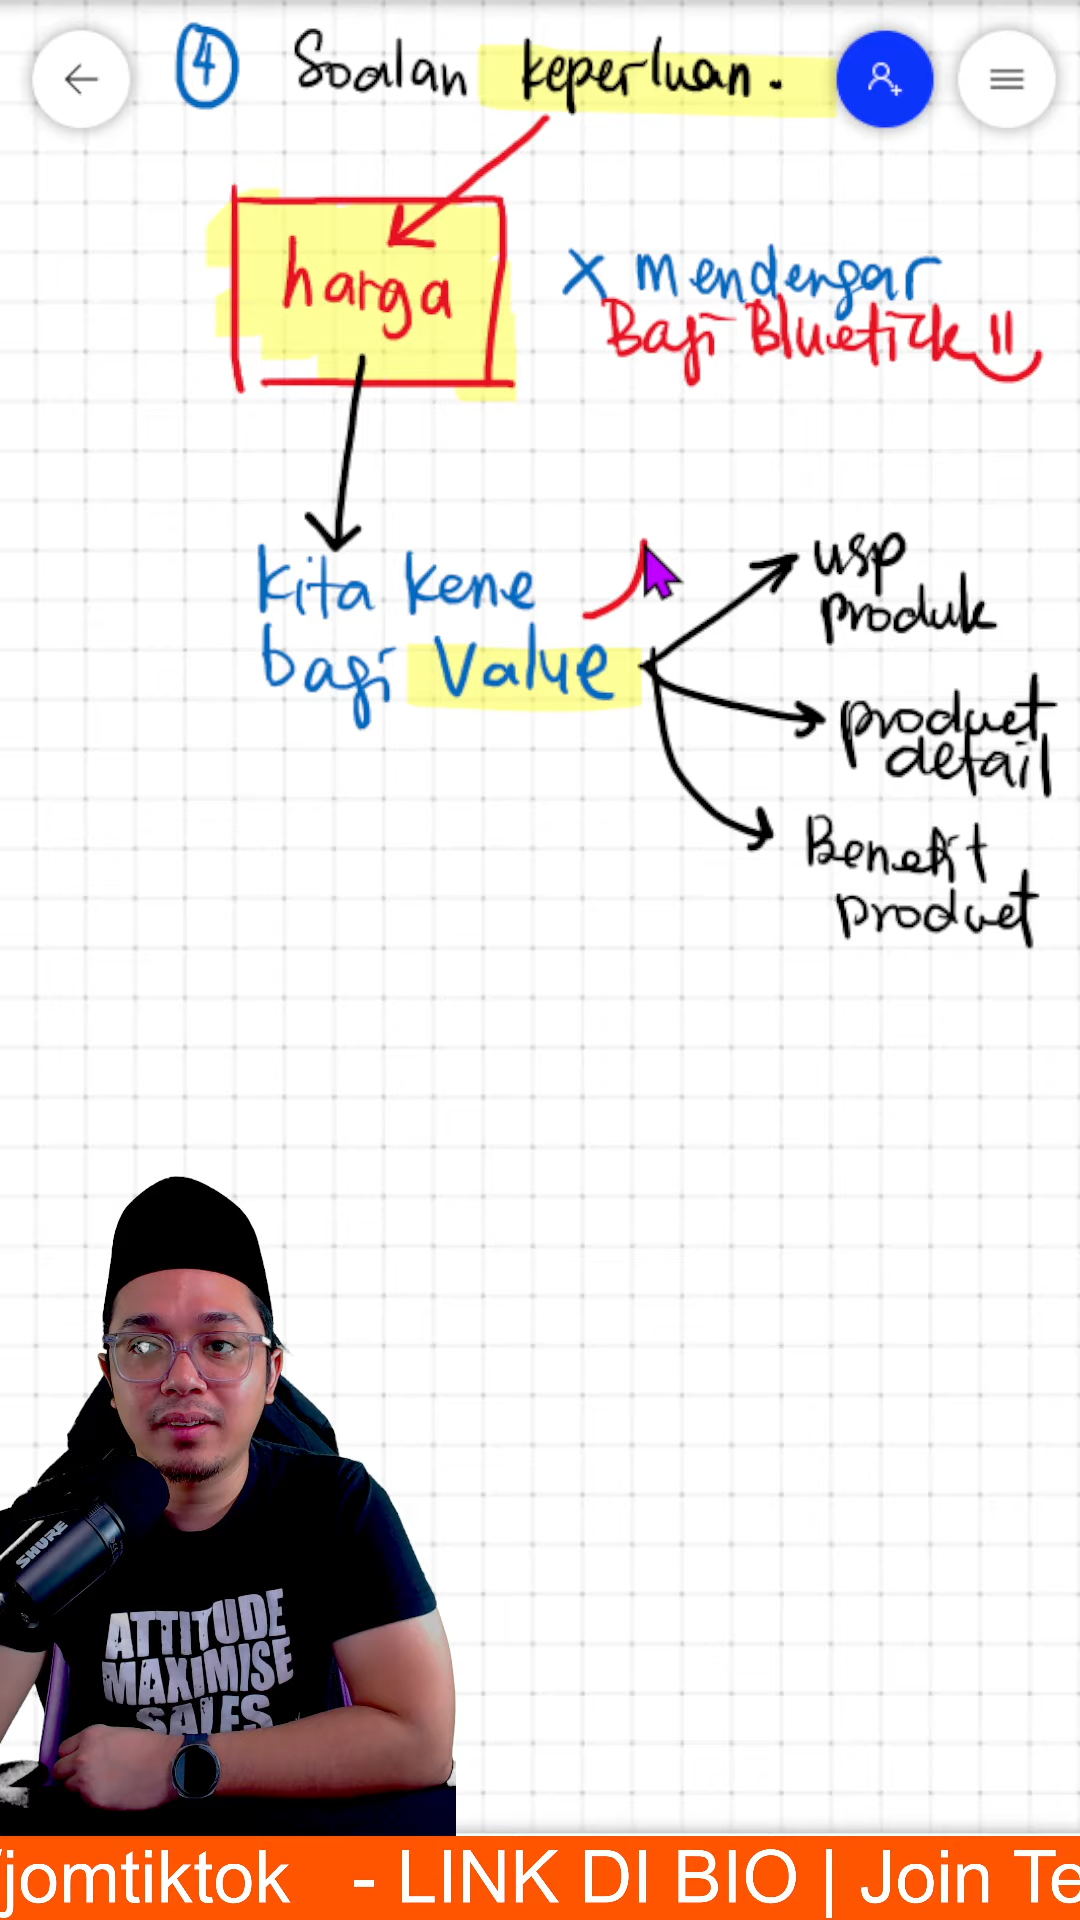 4 Soalan keperluan.
harga
x mendengar
Bagi Bluetick
kita kene
bagi Value
usp
produk
product
detail
Benefit
product
SHURE
ATTITUDE
MAXIMISE
SALES
/jomtiktok - LINK DI BIO | Join Te